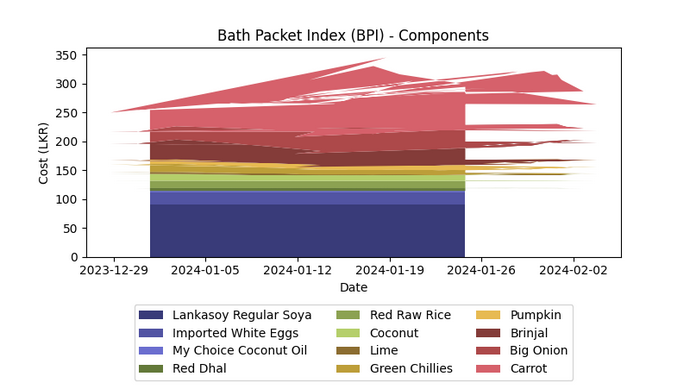 Bath Packet Index (BPI) - Components
Cost (LKR)
350
300
250
200
150
100
50
0
2023-12-29 2024-01-05 2024-01-12 2024-01-19 2024-01-26 2024-02-02
Date
Lankasoy Regular Soya Red Raw Rice Pumpkin
Imported White Eggs Coconut Brinjal
My Choice Coconut Oil Lime Big Onion
Red Dhal Green Chillies Carrot